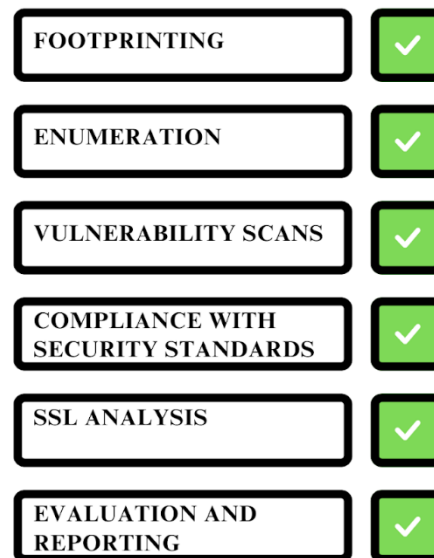 FOOTPRINTING
ENUMERATION
VULNERABILITY SCANS
COMPLIANCE WITH
SECURITY STANDARDS
SSL ANALYSIS
EVALUATION AND
REPORTING